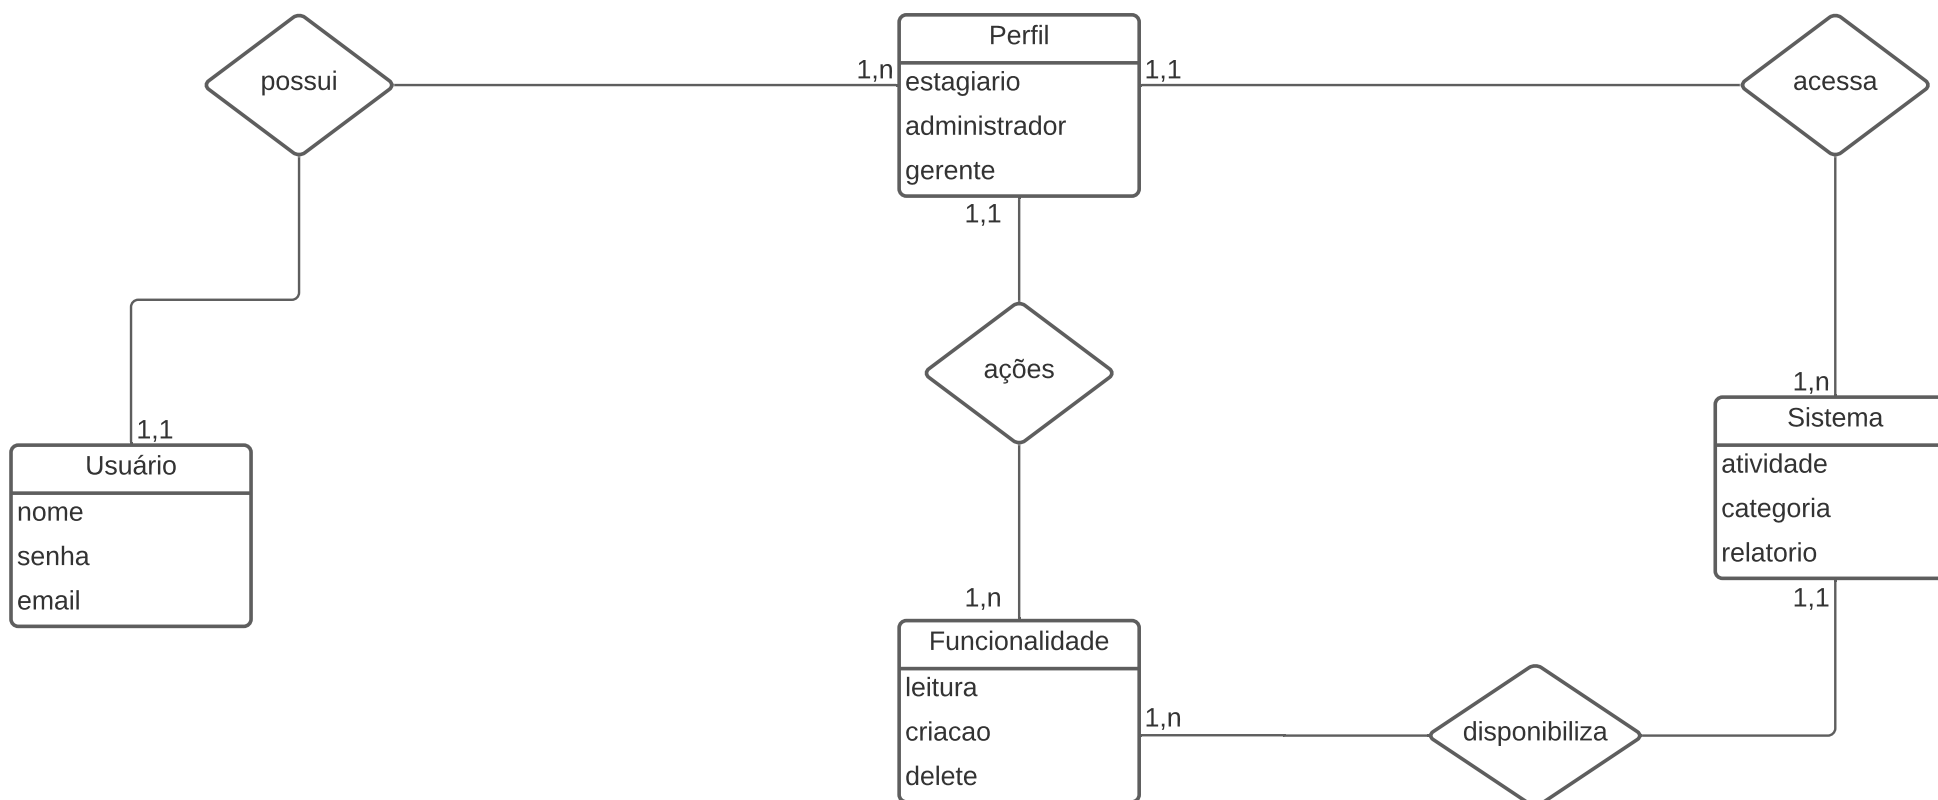 possui
1,n
Perfil
estagiario
administrador
gerente
1,1
acessa
1,1
ações
1,n
1,1
Usuário
nome
senha
email
Sistema
atividade
categoria
relatorio
1,n
1,1
Funcionalidade
leitura
criacao
delete
1,n
disponibiliza